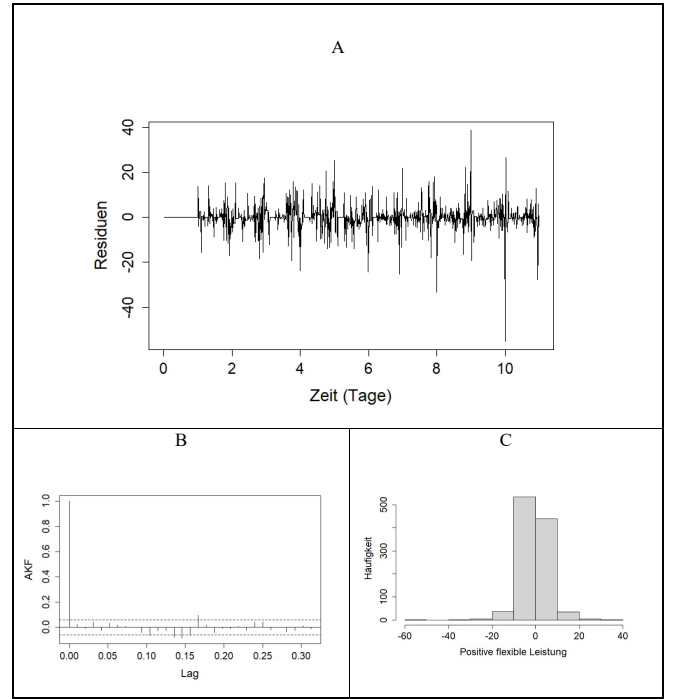 A
Residuen
40
20
0
-20
-40
0 2 4 6 8 10
Zeit (Tage)
B
AKF
1.0
0.8
0.6
0.4
0.2
0.0
0.00 0.05 0.10 0.15 0.20 0.25 0.30
Lag
C
Häufigkeit
500
300
100
0
-60 -40 -20 0 20 40
Positive flexible Leistung